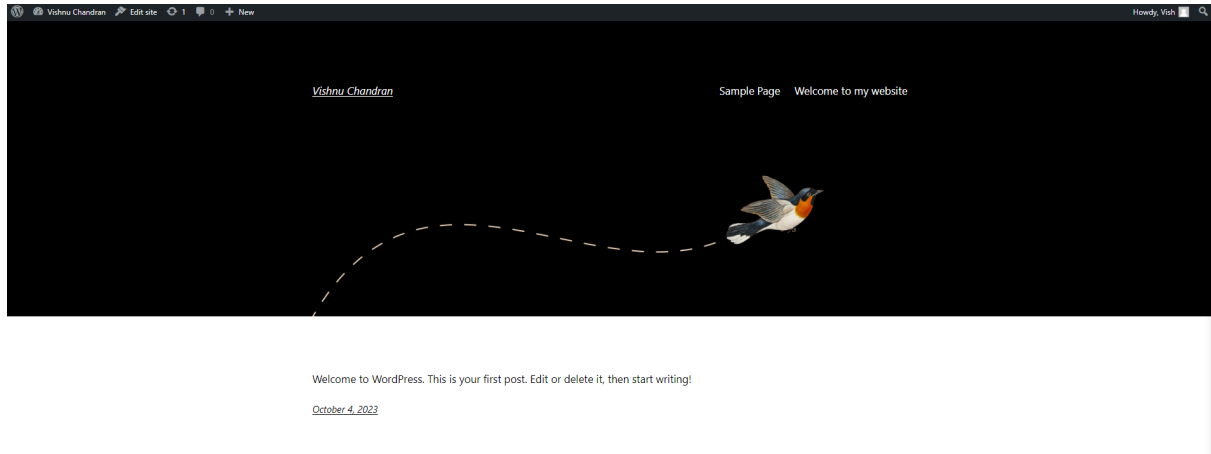 Vishnu Chandran Edit site 1 0 New Howdy, Vish
Vishnu Chandran Sample Page Welcome to my website
Welcome to WordPress. This is your first post. Edit or delete it, then start writing!
October 4, 2023